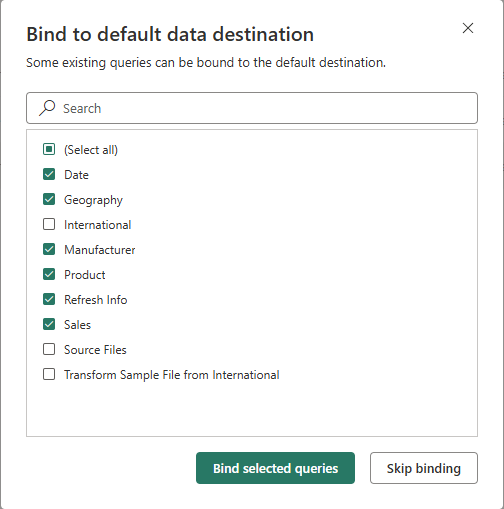 Bind to default data destination
Some existing queries can be bound to the default destination.
Search
(Select all)
Date
Geography
International
Manufacturer
Product
Refresh Info
Sales
Source Files
Transform Sample File from International
Bind selected queries
Skip binding